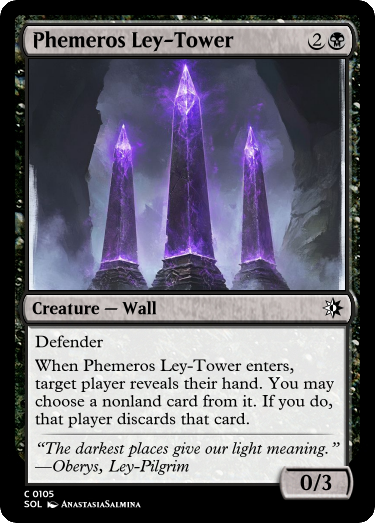 Phemeros Ley-Tower 2
Creature — Wall
Defender
When Phemeros Ley-Tower enters,
target player reveals their hand. You may
choose a nonland card from it. If you do,
that player discards that card.
“The darkest places give our light meaning.”
—Oberys, Ley-Pilgrim
0/3
C 0105
SOL AnastasiaSalmina